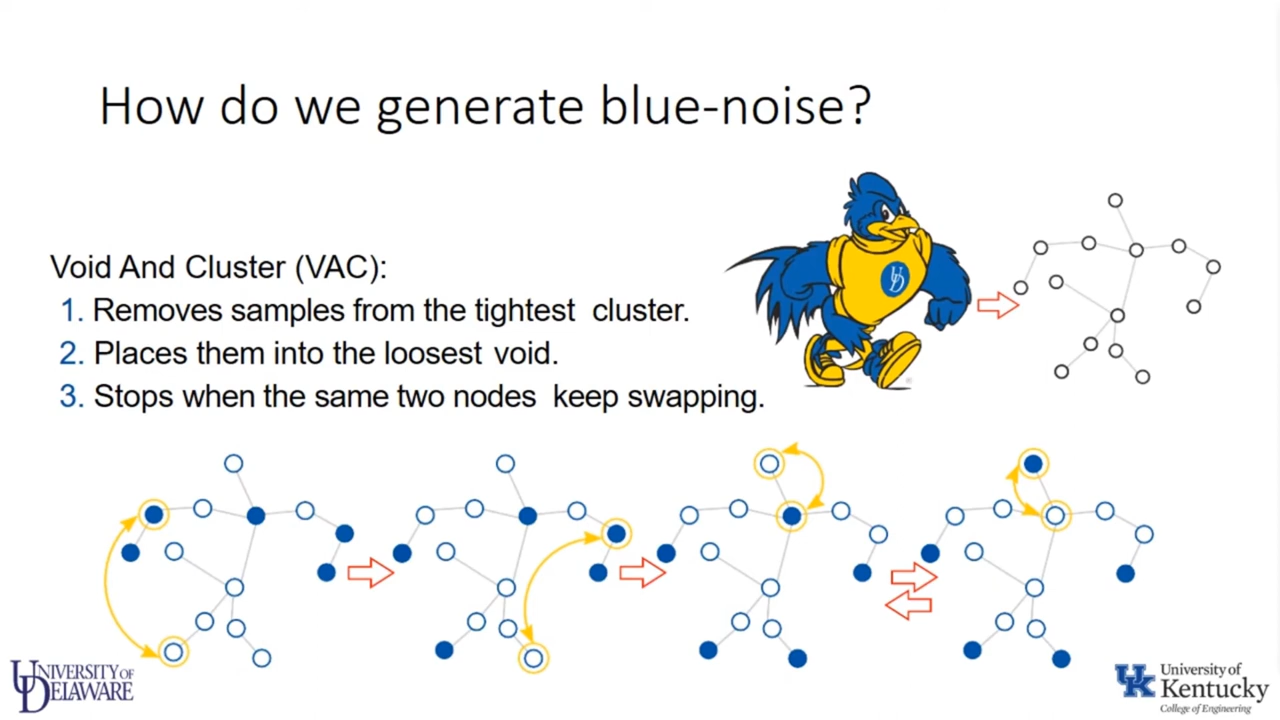 How do we generate blue-noise?
Void And Cluster (VAC):
1. Removes samples from the tightest cluster.
2. Places them into the loosest void.
3. Stops when the same two nodes keep swapping.
UD
UNIVERSITY OF
DELAWARE
UK
University of
Kentucky
College of Engineering